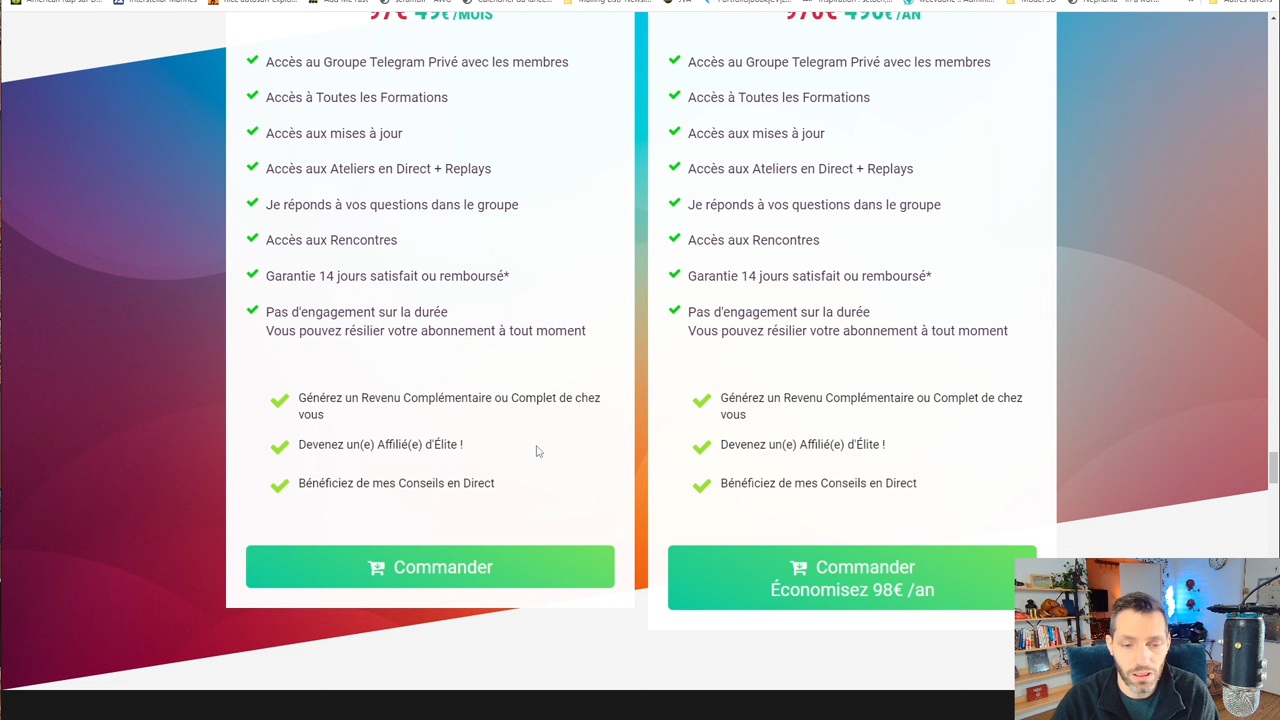 97€ 49€ /MOIS
Accès au Groupe Telegram Privé avec les membres
Accès à Toutes les Formations
Accès aux mises à jour
Accès aux Ateliers en Direct + Replays
Je réponds à vos questions dans le groupe
Accès aux Rencontres
Garantie 14 jours satisfait ou remboursé*
Pas d'engagement sur la durée
Vous pouvez résilier votre abonnement à tout moment
Générez un Revenu Complémentaire ou Complet de chez
vous
Devenez un(e) Affilié(e) d'Élite !
Bénéficiez de mes Conseils en Direct
Commander
970€ 490€ /AN
Accès au Groupe Telegram Privé avec les membres
Accès à Toutes les Formations
Accès aux mises à jour
Accès aux Ateliers en Direct + Replays
Je réponds à vos questions dans le groupe
Accès aux Rencontres
Garantie 14 jours satisfait ou remboursé*
Pas d'engagement sur la durée
Vous pouvez résilier votre abonnement à tout moment
Générez un Revenu Complémentaire ou Complet de chez
vous
Devenez un(e) Affilié(e) d'Élite !
Bénéficiez de mes Conseils en Direct
Commander
Économisez 98€ /an